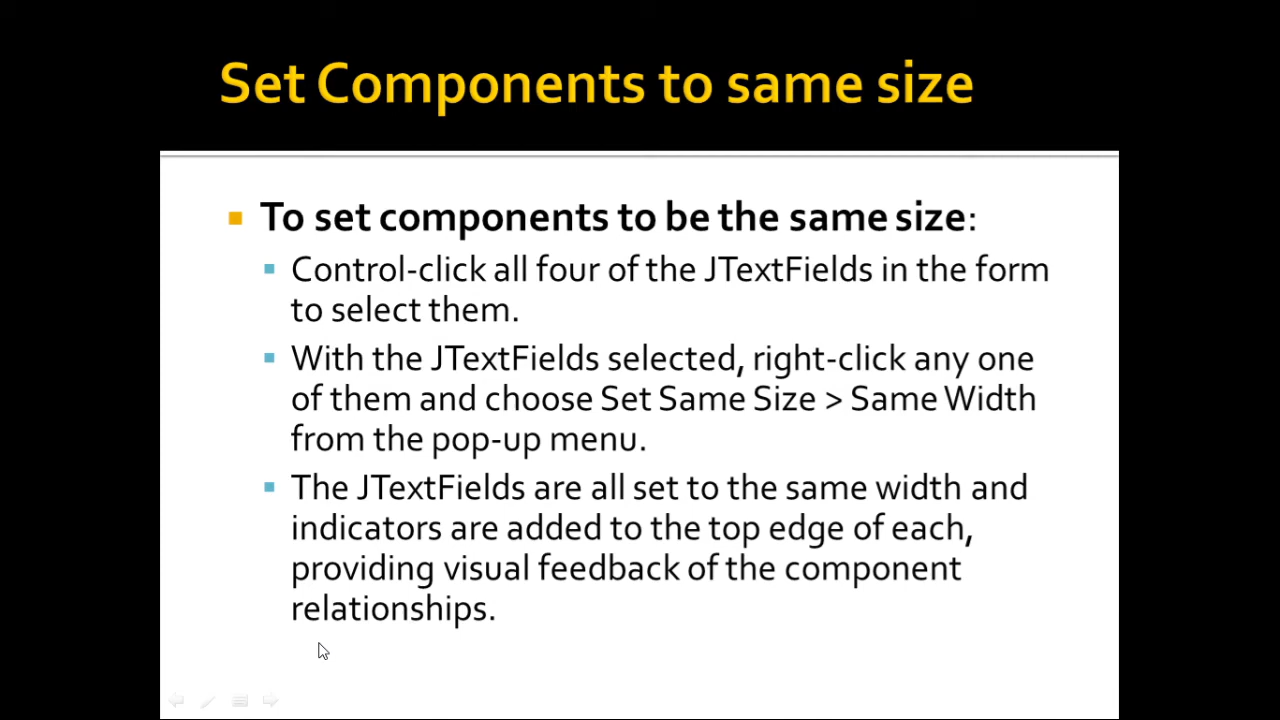 Set Components to same size
To set components to be the same size:
Control-click all four of the JTextFields in the form
to select them.
With the JTextFields selected, right-click any one
of them and choose Set Same Size > Same Width
from the pop-up menu.
The JTextFields are all set to the same width and
indicators are added to the top edge of each,
providing visual feedback of the component
relationships.